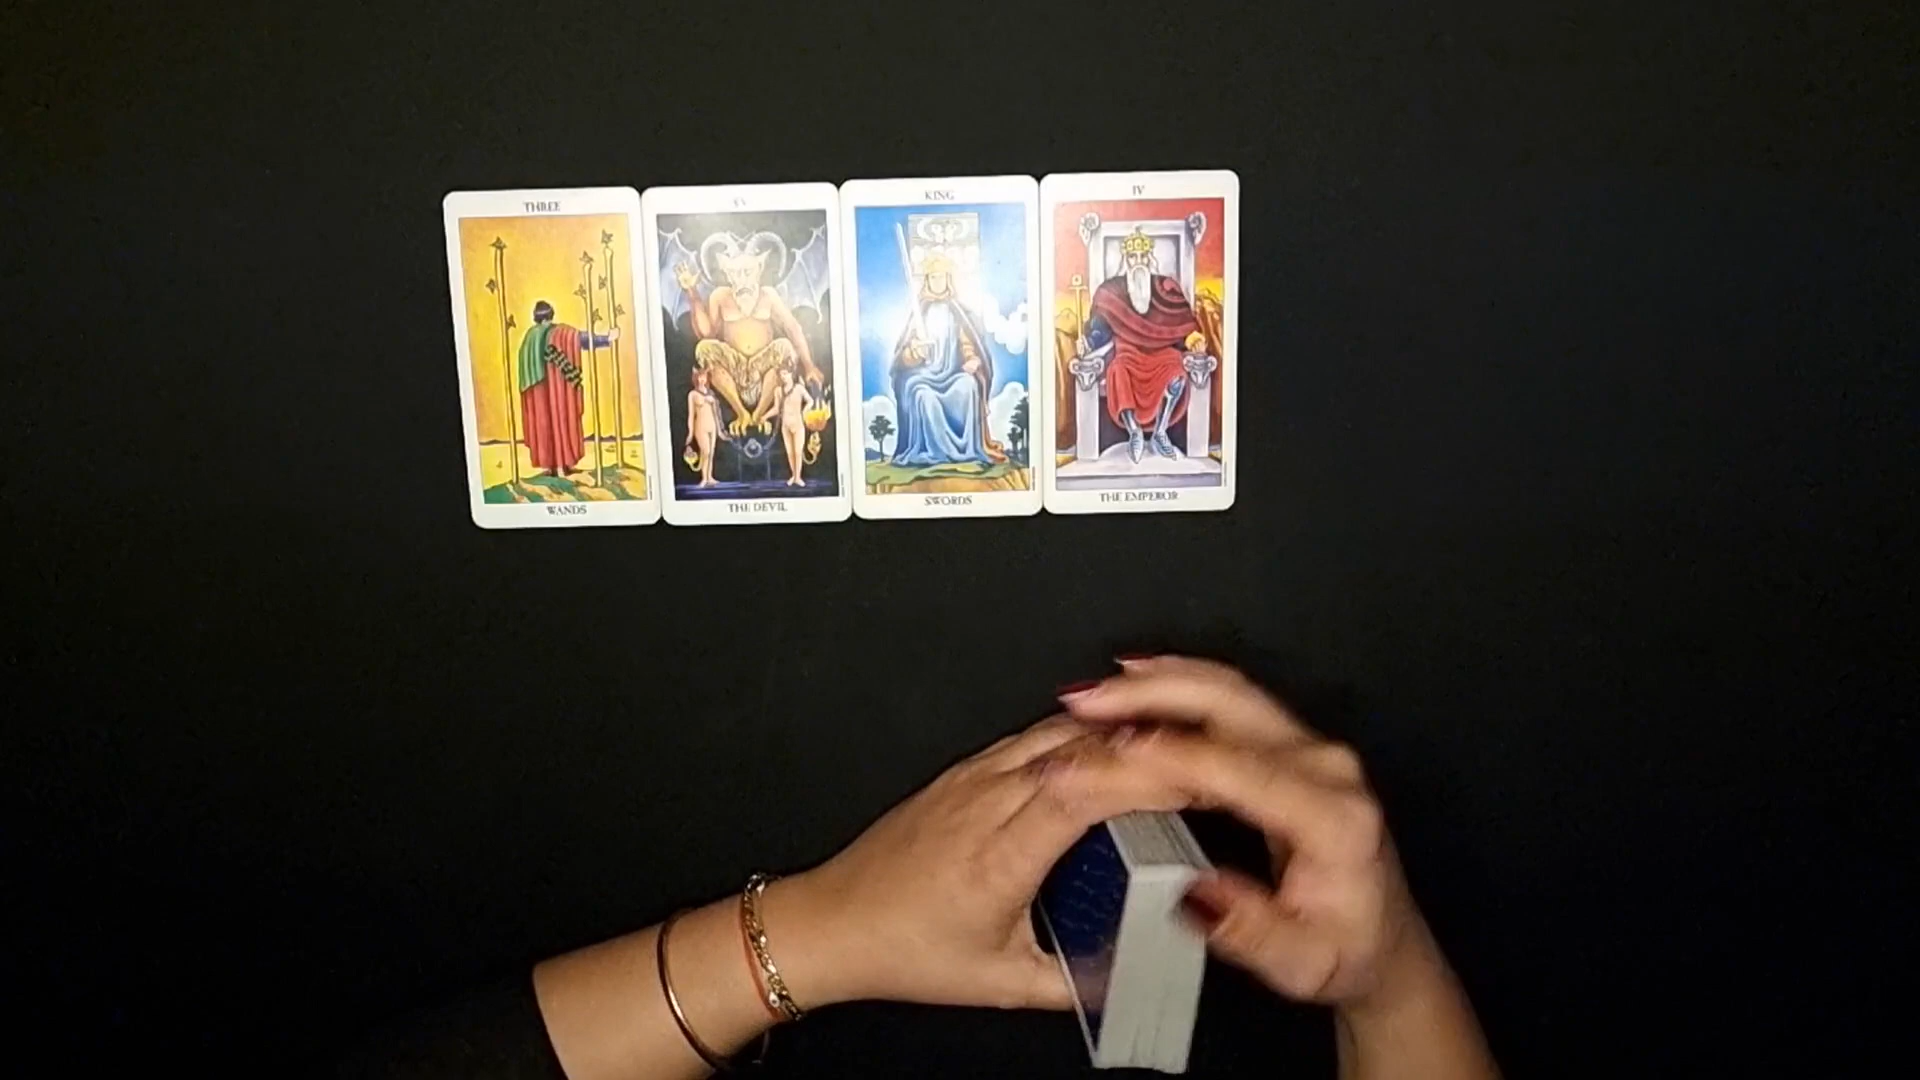 THREE
WANDS
XV
THE DEVIL
KING
SWORDS
IV
THE EMPEROR